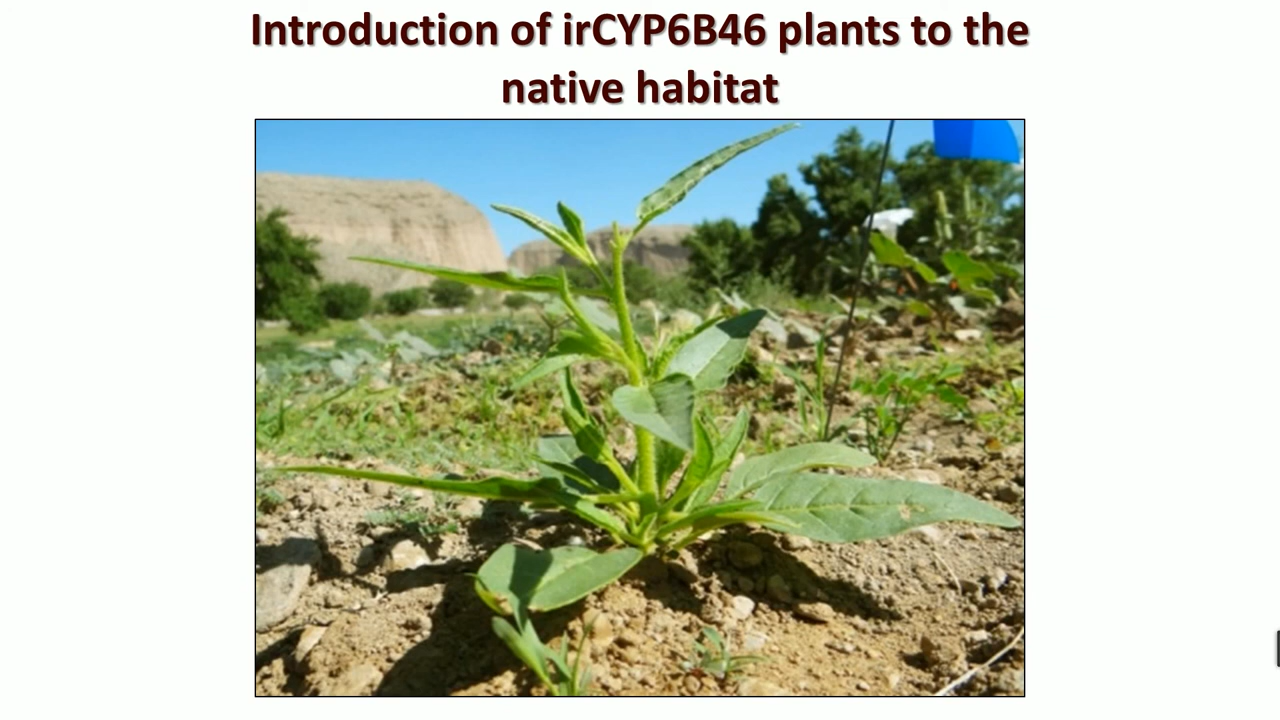 Introduction of irCYP6B46 plants to the
native habitat